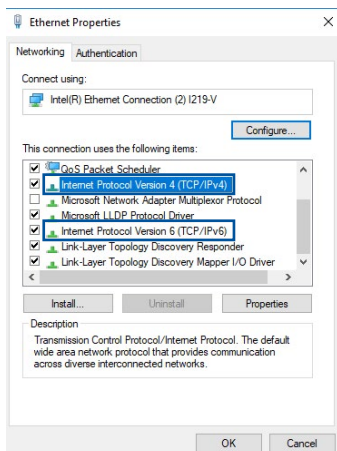 Ethernet Properties
Networking Authentication
Connect using:
Intel(R) Ethernet Connection (2) I219-V
Configure...
This connection uses the following items:
QoS Packet Scheduler
Internet Protocol Version 4 (TCP/IPv4)
Microsoft Network Adapter Multiplexor Protocol
Microsoft LLDP Protocol Driver
Internet Protocol Version 6 (TCP/IPv6)
Link-Layer Topology Discovery Responder
Link-Layer Topology Discovery Mapper I/O Driver
Install... Uninstall Properties
Description
Transmission Control Protocol/Internet Protocol. The default
wide area network protocol that provides communication
across diverse interconnected networks.
OK Cancel